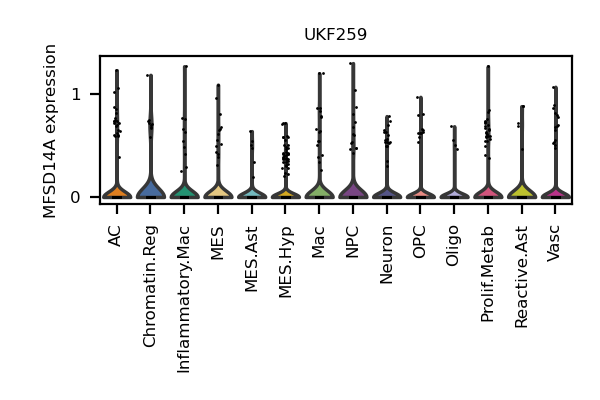 UKF259
MFSD14A expression
1
0
AC
Chromatin.Reg
Inflammatory.Mac
MES
MES.Ast
MES.Hyp
Mac
NPC
Neuron
OPC
Oligo
Prolif.Metab
Reactive.Ast
Vasc